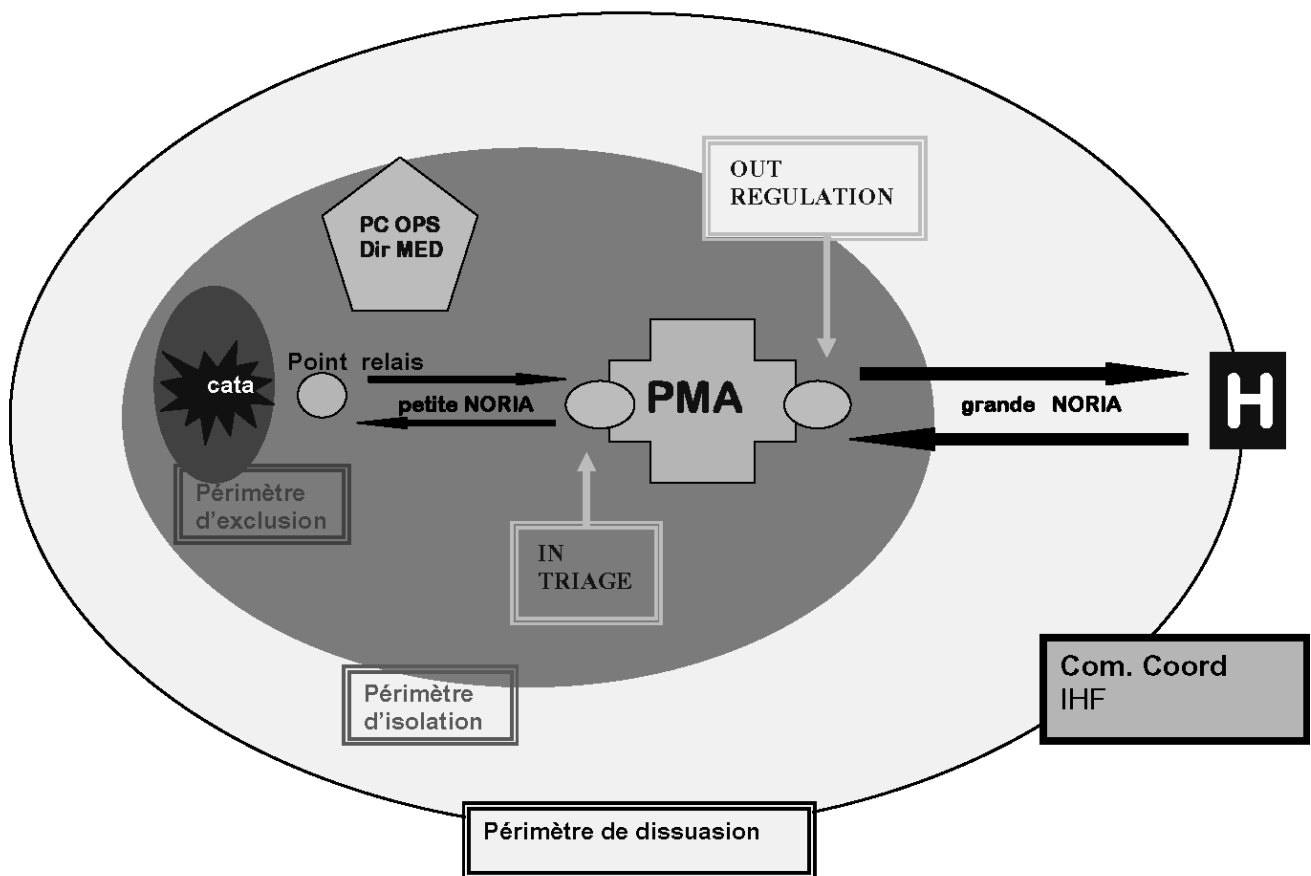 OUT
REGULATION
PC OPS
Dir MED
Point relais
cata
petite NORIA
PMA
grande NORIA
H
Périmètre
d'exclusion
IN
TRIAGE
Périmètre
d'isolation
Com. Coord
IHF
Périmètre de dissuasion